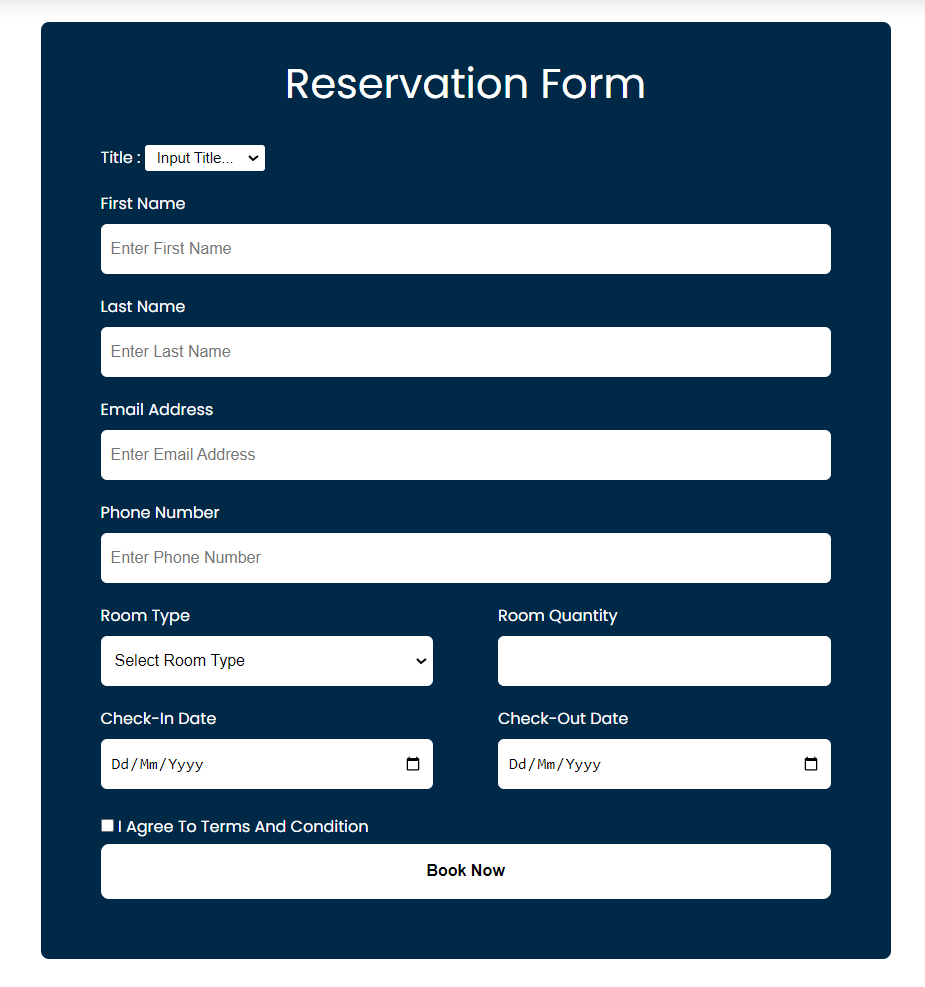 Reservation Form
Title : Input Title...
First Name
Enter First Name
Last Name
Enter Last Name
Email Address
Enter Email Address
Phone Number
Enter Phone Number
Room Type Room Quantity
Select Room Type
Check-In Date Check-Out Date
Dd/Mm/Yyyy Dd/Mm/Yyyy
I Agree To Terms And Condition
Book Now